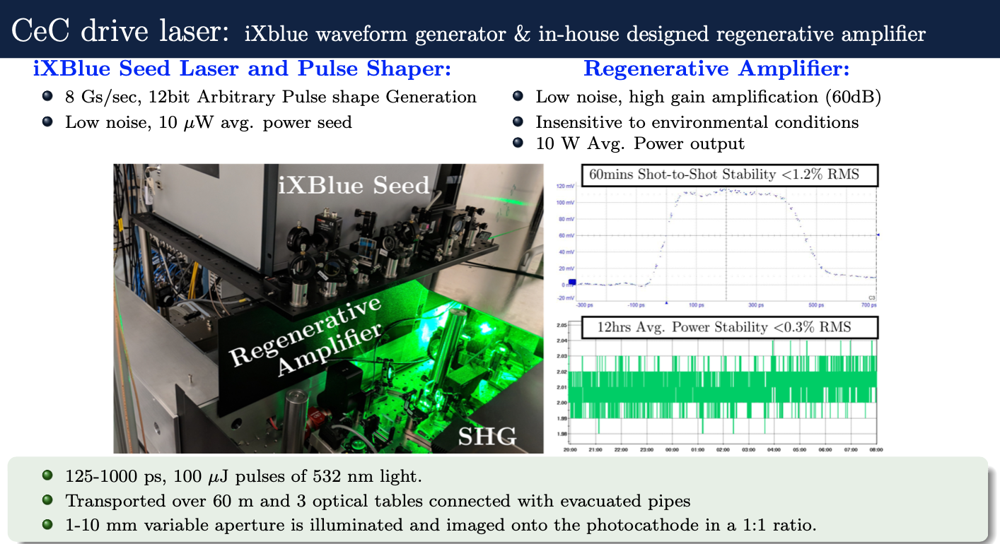 CeC drive laser: iXblue waveform generator & in-house designed regenerative amplifier
iXBlue Seed Laser and Pulse Shaper:
8 Gs/sec, 12bit Arbitrary Pulse shape Generation
Low noise, 10 μW avg. power seed
Regenerative Amplifier:
Low noise, high gain amplification (60dB)
Insensitive to environmental conditions
10 W Avg. Power output
iXBlue Seed
Regenerative
Amplifier
SHG
60mins Shot-to-Shot Stability <1.2% RMS
120 mV
100 mV
80 mV
60 mV
40 mV
20 mV
-20 mV
C3
-300 ps -100 ps 100 ps 300 ps 500 ps 700 ps
12hrs Avg. Power Stability <0.3% RMS
2.05
2.04
2.03
2.02
2.01
2.00
1.99
1.98
20:00 21:00 22:00 23:00 00:00 01:00 02:00 03:00 04:00 05:00 06:00 07:00 08:00
125-1000 ps, 100 μJ pulses of 532 nm light.
Transported over 60 m and 3 optical tables connected with evacuated pipes
1-10 mm variable aperture is illuminated and imaged onto the photocathode in a 1:1 ratio.